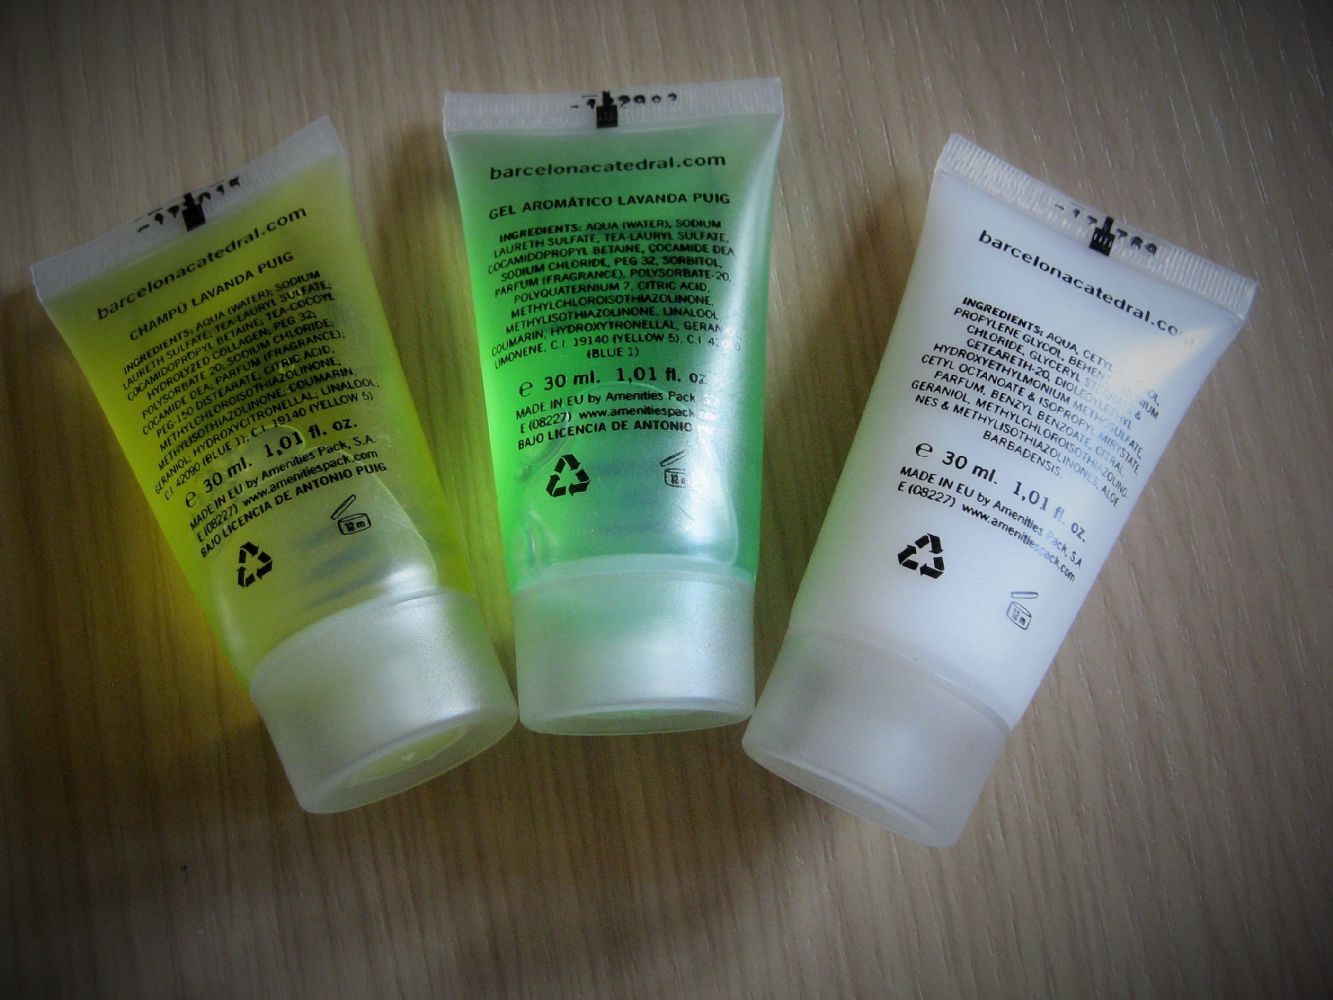 barcelonacatedral.com
CHAMPÚ LAVANDA PUIG
INGREDIENTS: AQUA (WATER); SODIUM
LAURETH SULFATE; TEA-LAURYL SULFATE;
COCAMIDOPROPYL BETAINE; TEA-COCOYL
HYDROLYZED COLLAGEN; PEG 32;
POLYSORBATE 20, SODIUM CHLORIDE;
COCAMIDE DEA, PARFUM (FRAGRANCE);
PEG-150 DISTEARATE; CITRIC ACID;
METHYLCHLOROISOTHIAZOLINONE;
METHYLISOTHIAZOLINONE, COUMARIN,
GERANIOL; HYDROXYCITRONELLAL; LINALOOL;
C.I. 42090 (BLUE 1); C.I. 19140 (YELLOW 5)
e 30 ml. 1,01 fl. oz.
MADE IN EU by Amenities Pack, S.A.
E (08227) www.amenitiespack.com
BAJO LICENCIA DE ANTONIO PUIG
12 m
barcelonacatedral.com
GEL AROMÁTICO LAVANDA PUIG
INGREDIENTS: AQUA (WATER), SODIUM
LAURETH SULFATE, TEA-LAURYL SULFATE,
COCAMIDOPROPYL BETAINE, COCAMIDE DEA,
SODIUM CHLORIDE, PEG 32, SORBITOL,
PARFUM (FRAGRANCE), POLYSORBATE-20,
POLYQUATERNIUM 7, CITRIC ACID,
METHYLCHLOROISOTHIAZOLINONE,
METHYLISOTHIAZOLINONE, LINALOOL
COUMARIN, HYDROXYTRONELLAL, GERAN
LIMONENE, C.I. 19140 (YELLOW 5), C.I.
(BLUE 1)
e 30 ml. 1,01 fl. oz
MADE IN EU by Amenities Pack, S.A
E (08227) www.amenitiespack.com
BAJO LICENCIA DE ANTONIO PUIG
12 m
barcelonacatedral.co
INGREDIENTS: AQUA, CETYL
PROPYLENE GLYCOL,
CHLORIDE, GLYCERYL
CETEARETH-20,
HYDROXYETHYLMONIUM METHOSULFATE,
CETYL OCTANOATE & ISOPROPYL MIRYSTATE,
PARFUM, BENZYL BENZOATE, CITRAL,
GERANIOL, METHYLCHLOROISOTHIAZOLINO-
NES & METHYLISOTHIAZOLINONES, ALOE
BARBADENSIS.
e 30 ml. 1,01 fl. oz.
MADE IN EU by Amenities Pack, S.A
E (08227) www.amenitiespack.com
12 m